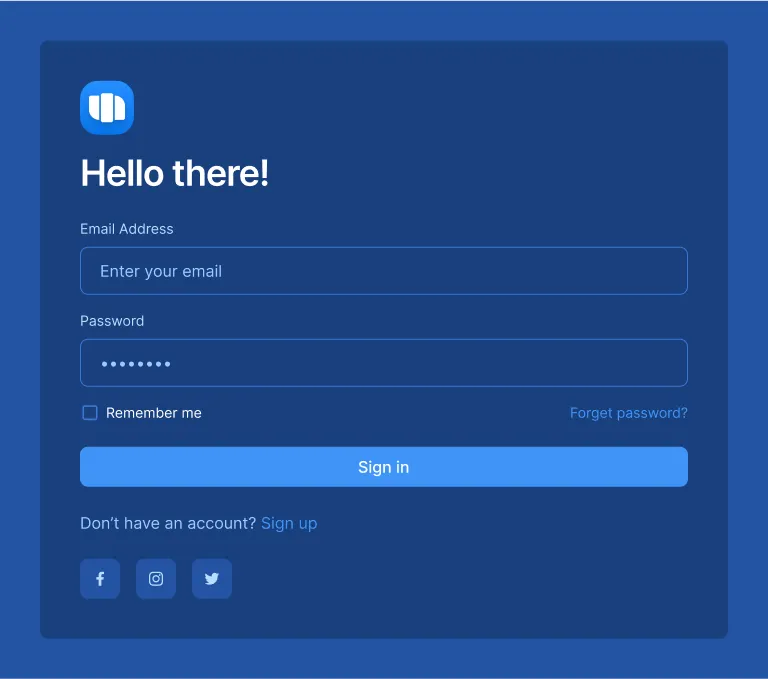 Hello there!
Email Address
Enter your email
Password
••••••••
Remember me
Forget password?
Sign in
Don’t have an account? Sign up